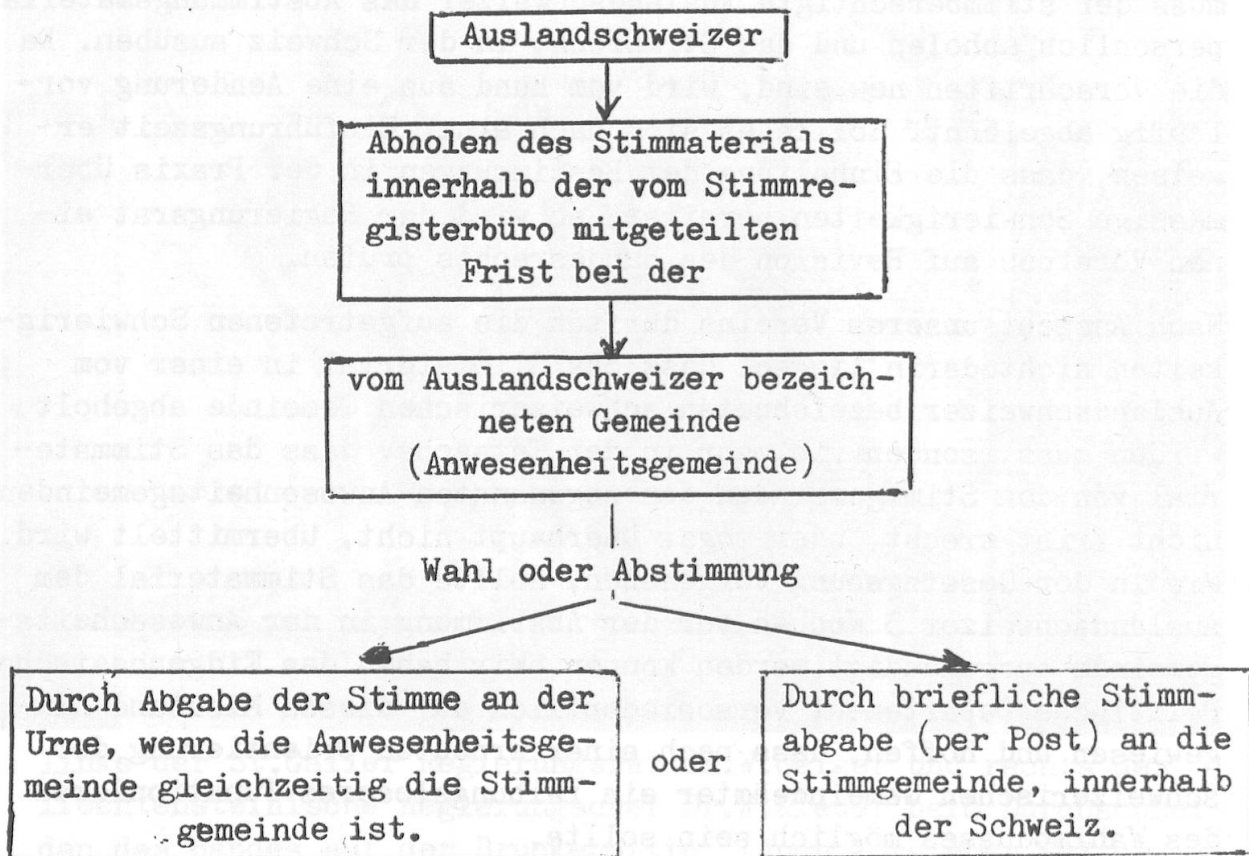 Auslandschweizer
Abholen des Stimmaterials
innerhalb der vom Stimmre-
gisterbüro mitgeteilten
Frist bei der
vom Auslandschweizer bezeich-
neten Gemeinde
(Anwesenheitsgemeinde)
Wahl oder Abstimmung
Durch Abgabe der Stimme an der
Urne, wenn die Anwesenheitsge-
meinde gleichzeitig die Stimm
gemeinde ist.
oder
Durch briefliche Stimm-
abgabe (per Post) an die
Stimmgemeinde innerhalb
der Schweiz.